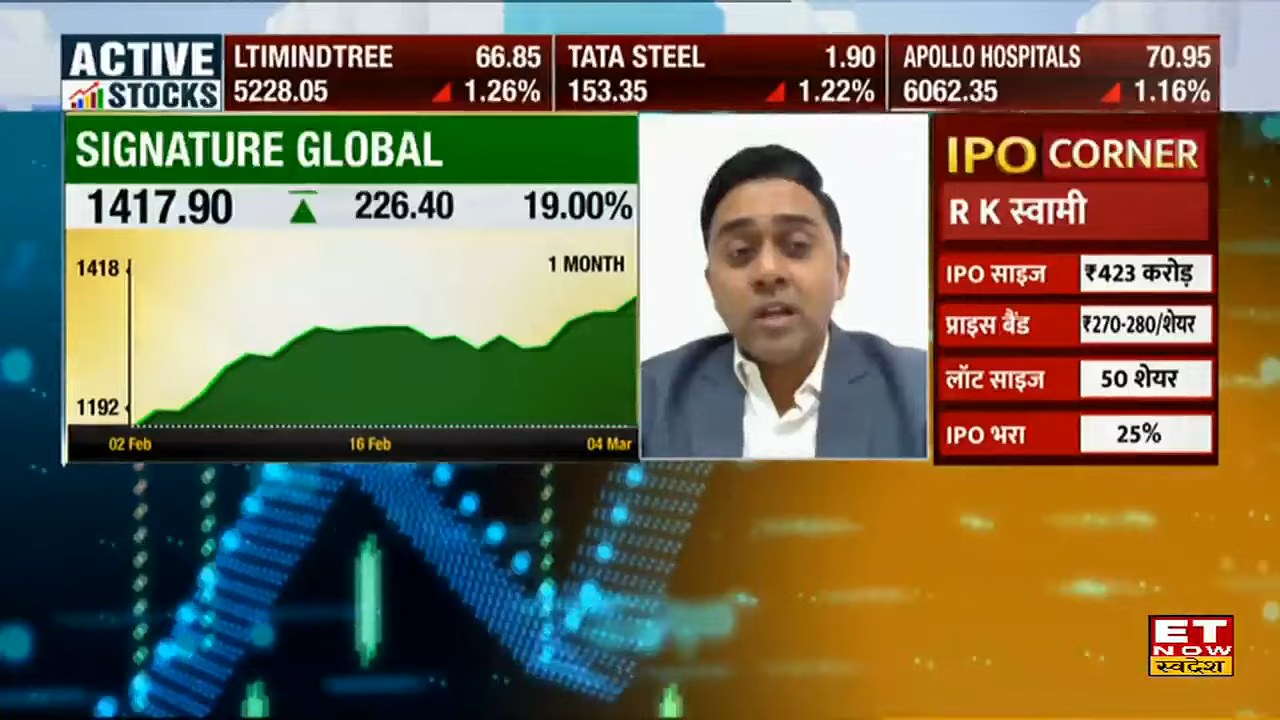 ACTIVE STOCKS
LTIMINDTREE 66.85
5228.05 1.26%
TATA STEEL 1.90
153.35 1.22%
APOLLO HOSPITALS 70.95
6062.35 1.16%
SIGNATURE GLOBAL
1417.90 226.40 19.00%
1418
1 MONTH
1192
02 Feb 16 Feb 04 Mar
IPO CORNER
R K स्वामी
IPO साइज ₹423 करोड़
प्राइस बैंड ₹270-280/शेयर
लॉट साइज 50 शेयर
IPO भरा 25%
ET
NOW
स्वदेश